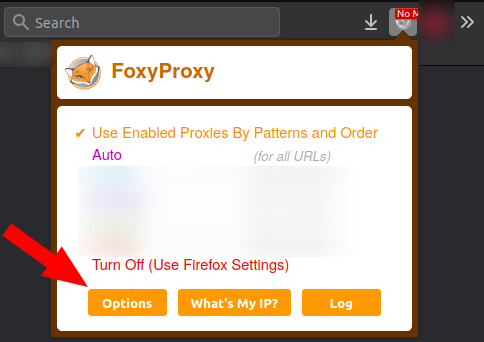 Search
No M
FoxyProxy
✔ Use Enabled Proxies By Patterns and Order
Auto (for all URLs)
Turn Off (Use Firefox Settings)
Options What's My IP? Log